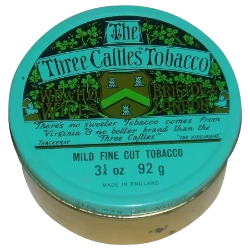 The
"Three Castles" Tobacco
W.D. & H.O. WILLS
BRISTOL & LONDON
"There's no sweeter Tobacco comes from
Virginia & no better brand than the
"Three Castles"
THACKERAY "THE VIRGINIANS"
MILD FINE CUT TOBACCO
3¼ oz 92 g
MADE IN ENGLAND